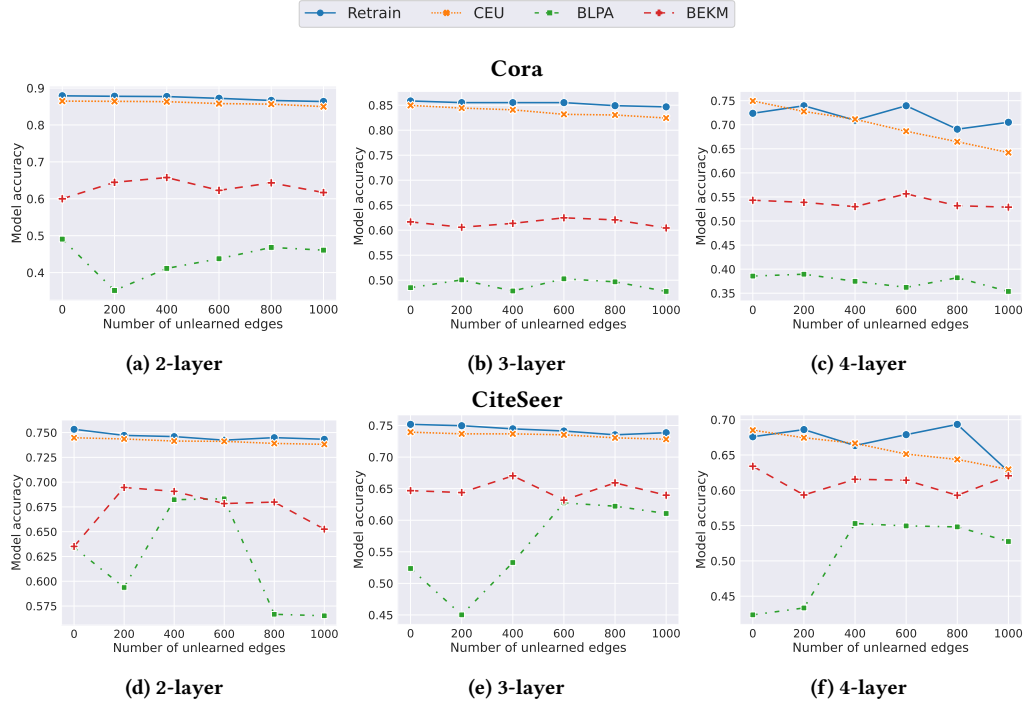 Retrain CEU BLPA BEKM
Cora
0.9
0.8
0.7
0.6
0.5
0.4
Model accuracy
0 200 400 600 800 1000
Number of unlearned edges
(a) 2-layer
0.85
0.80
0.75
0.70
0.65
0.60
0.55
0.50
Model accuracy
0 200 400 600 800 1000
Number of unlearned edges
(b) 3-layer
0.75
0.70
0.65
0.60
0.55
0.50
0.45
0.40
0.35
Model accuracy
0 200 400 600 800 1000
Number of unlearned edges
(c) 4-layer
CiteSeer
0.750
0.725
0.700
0.675
0.650
0.625
0.600
0.575
Model accuracy
0 200 400 600 800 1000
Number of unlearned edges
(d) 2-layer
0.75
0.70
0.65
0.60
0.55
0.50
0.45
Model accuracy
0 200 400 600 800 1000
Number of unlearned edges
(e) 3-layer
0.70
0.65
0.60
0.55
0.50
0.45
Model accuracy
0 200 400 600 800 1000
Number of unlearned edges
(f) 4-layer